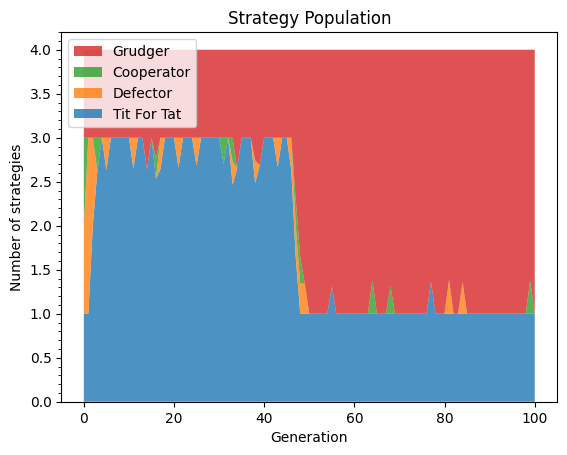 Strategy Population
Grudger
Cooperator
Defector
Tit For Tat
Number of strategies
4.0
3.5
3.0
2.5
2.0
1.5
1.0
0.5
0.0
0 20 40 60 80 100
Generation